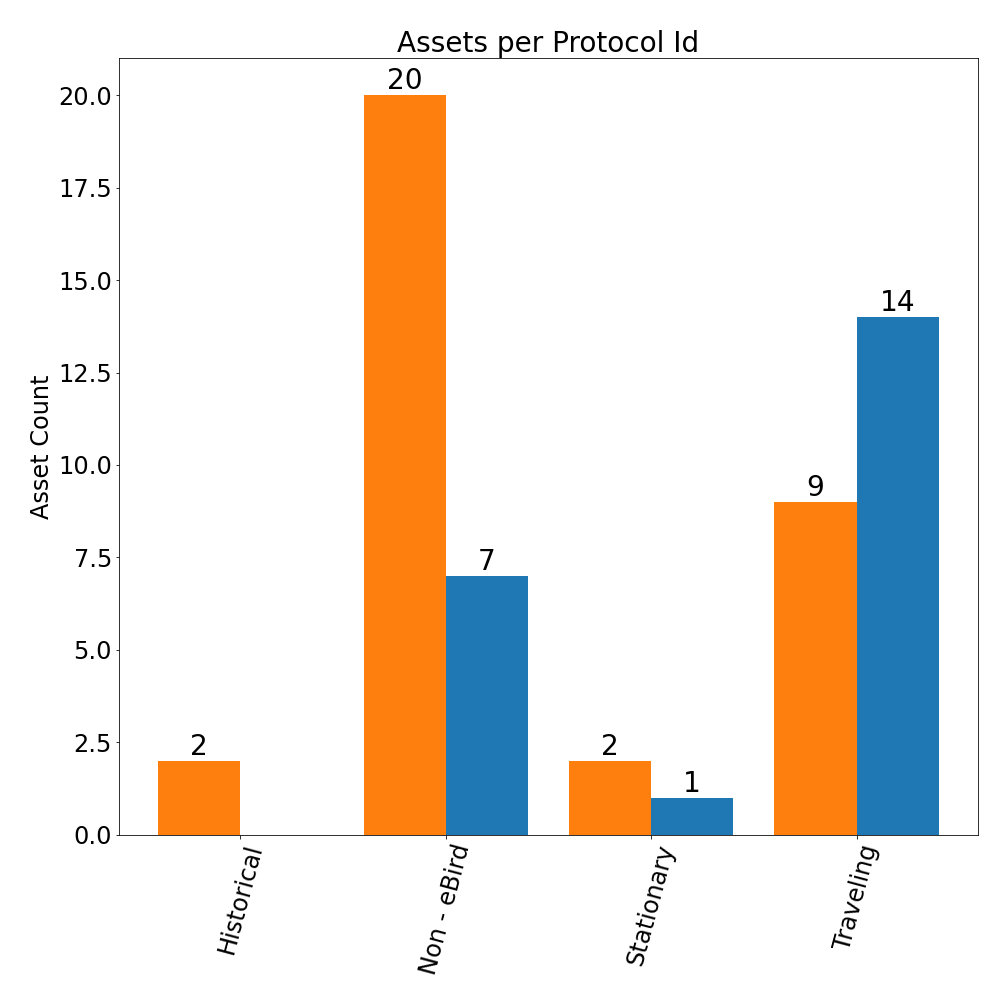 Assets per Protocol Id
Asset Count
20.0
17.5
15.0
12.5
10.0
7.5
5.0
2.5
0.0
2
20
7
2
1
9
14
Historical
Non - eBird
Stationary
Traveling